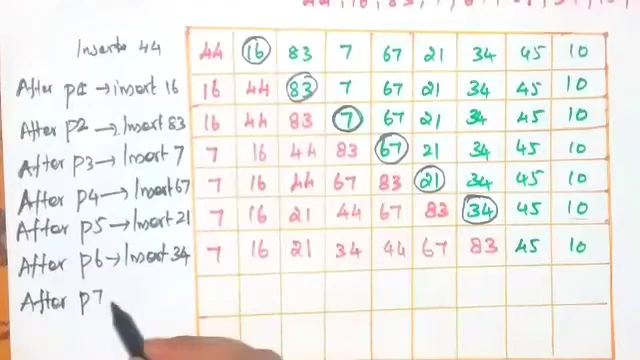 Insert 44 44 16 83 7 67 21 34 45 10
After P1 → insert 16 16 44 83 7 67 21 34 45 10
After P2 → Insert 83 16 44 83 7 67 21 34 45 10
After P3 → Insert 7 7 16 44 83 67 21 34 45 10
After P4 → Insert 67 7 16 44 67 83 21 34 45 10
After P5 → Insert 21 7 16 21 44 67 83 34 45 10
After P6 → Insert 34 7 16 21 34 44 67 83 45 10
After P7